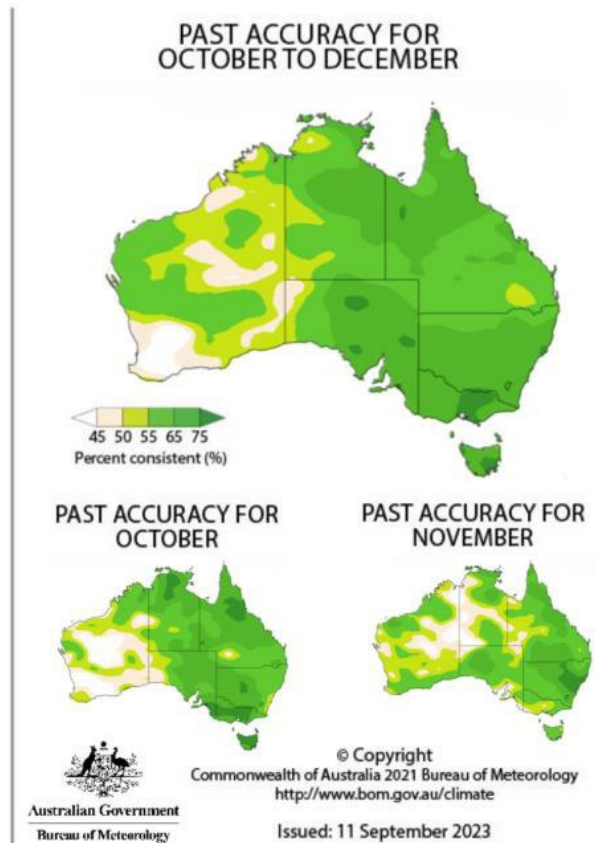 PAST ACCURACY FOR
OCTOBER TO DECEMBER
45 50 55 65 75
Percent consistent (%)
PAST ACCURACY FOR
OCTOBER
PAST ACCURACY FOR
NOVEMBER
Australian Government
Bureau of Meteorology
© Copyright
Commonwealth of Australia 2021 Bureau of Meteorology
http://www.bom.gov.au/climate
Issued: 11 September 2023